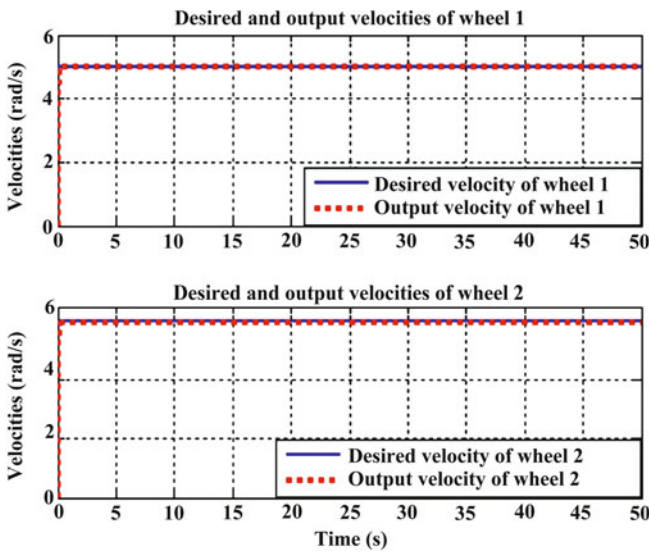 Desired and output velocities of wheel 1
Velocities (rad/s)
6
4
2
0
Desired velocity of wheel 1
Output velocity of wheel 1
0 5 10 15 20 25 30 35 40 45 50
Desired and output velocities of wheel 2
Velocities (rad/s)
6
4
2
0
Desired velocity of wheel 2
Output velocity of wheel 2
0 5 10 15 20 25 30 35 40 45 50
Time (s)